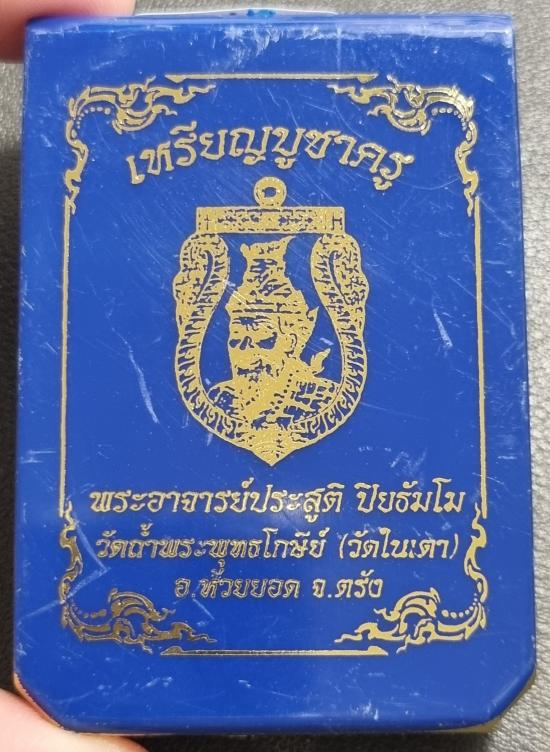 เหรียญบูชาครู
พระอาจารย์ประสูติ ปิยธัมโม
วัดถ้ำพระพุทธโกษีย์ (วัดในเตา)
อ.ห้วยยอด จ.ตรัง